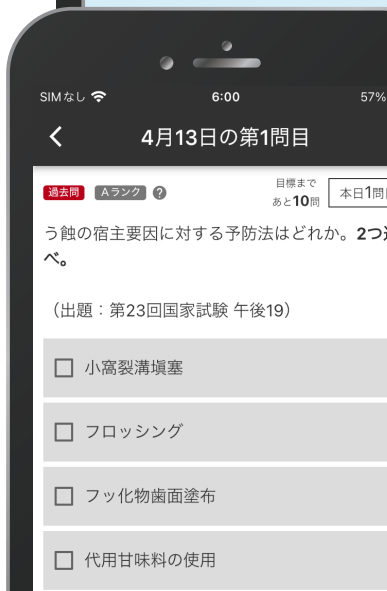 SIMなし 6:00 57%
4月13日の第1問目
過去問 Aランク ? 目標まで あと10問 本日1問
う蝕の宿主要因に対する予防法はどれか。2つ
べ。
（出題：第23回国家試験 午後19）
小窩裂溝塡塞
フロッシング
フッ化物歯面塗布
代用甘味料の使用